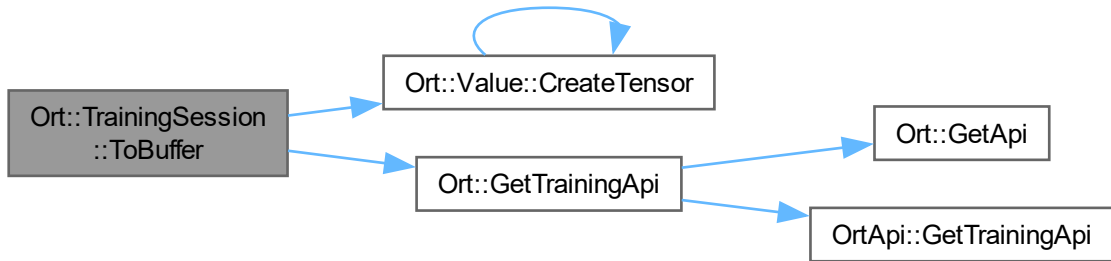 Ort::TrainingSession
::ToBuffer
Ort::Value::CreateTensor
Ort::GetTrainingApi
Ort::GetApi
OrtApi::GetTrainingApi